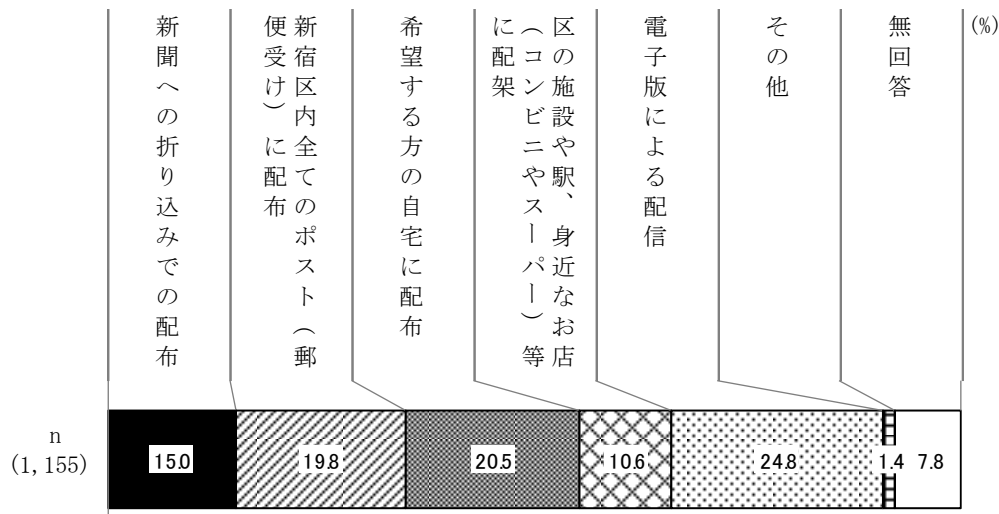 (%)
新聞への折り込みでの配布
新宿区内全てのポスト（郵
便受け）に配布
希望する方の自宅に配布
区の施設や駅、身近なお店
（コンビニやスーパー）等
に配架
電子版による配信
その他
無回答
n
(1,155)
15.0
19.8
20.5
10.6
24.8
1.4
7.8